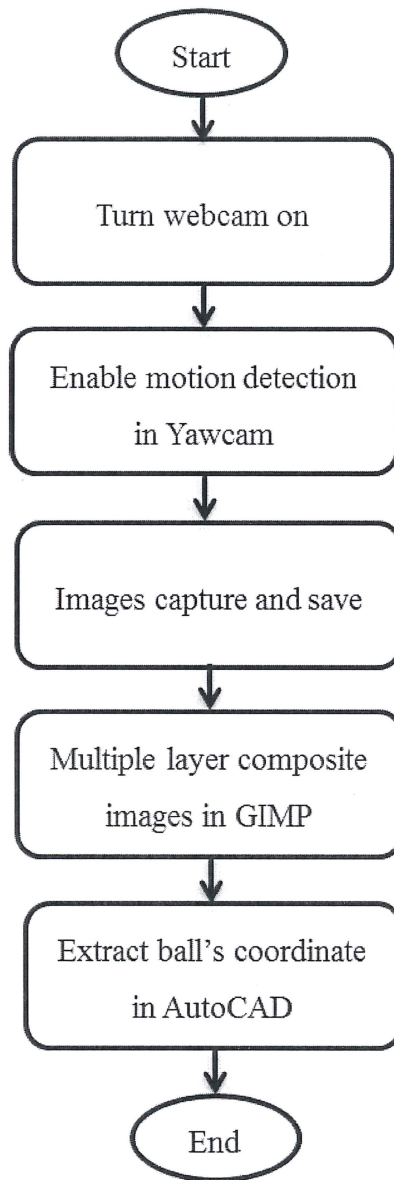 Start
Turn webcam on
Enable motion detection
in Yawcam
Images capture and save
Multiple layer composite
images in GIMP
Extract ball's coordinate
in AutoCAD
End